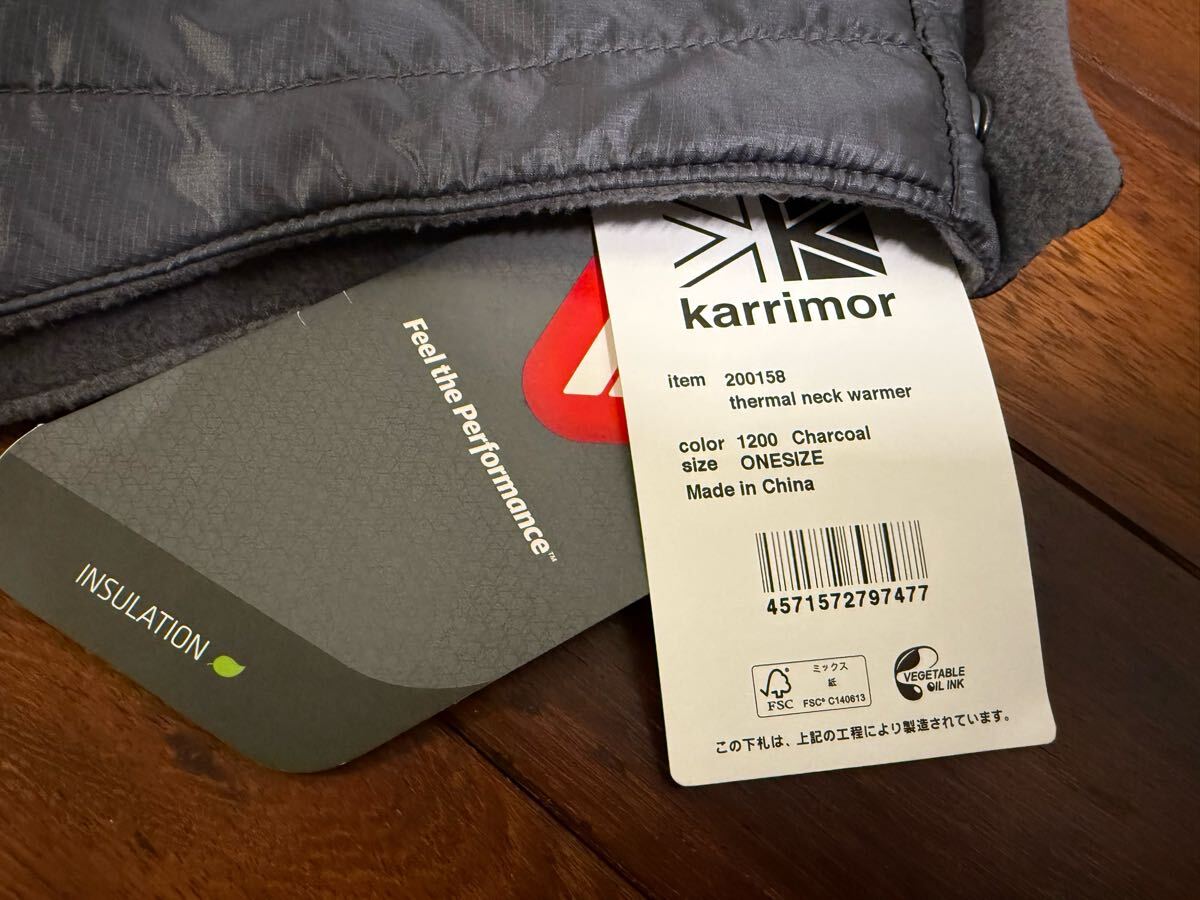 Feel the Performance™
INSULATION
karrimor
item 200158
thermal neck warmer
color 1200 Charcoal
size ONESIZE
Made in China
4571572797477
FSC
ミックス
紙
FSC® C140613
VEGETABLE
OIL INK
この下札は、上記の工程により製造されています。